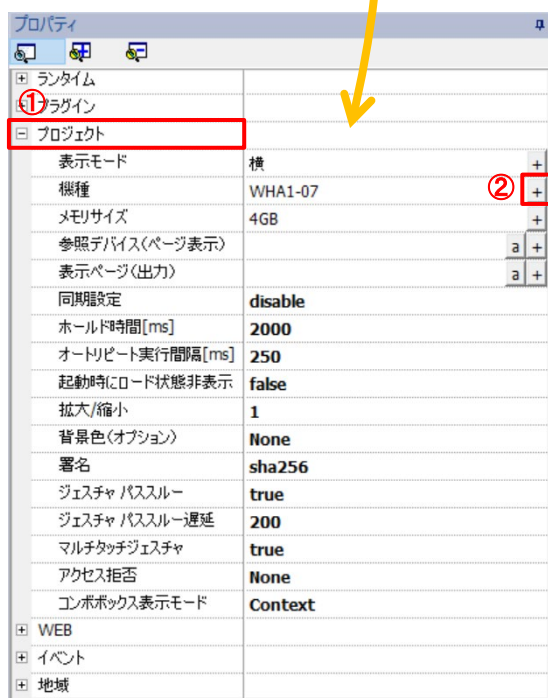 プロパティ
ランタイム
① プラグイン
プロジェクト
表示モード 横 +
機種 WHA1-07 ② +
メモリサイズ 4GB +
参照デバイス(ページ表示) a +
表示ページ(出力) a +
同期設定 disable
ホールド時間[ms] 2000
オートリピート実行間隔[ms] 250
起動時にロード状態非表示 false
拡大/縮小 1
背景色(オプション) None
署名 sha256
ジェスチャ パススルー true
ジェスチャ パススルー遅延 200
マルチタッチジェスチャ true
アクセス拒否 None
コンボボックス表示モード Context
WEB
イベント
地域